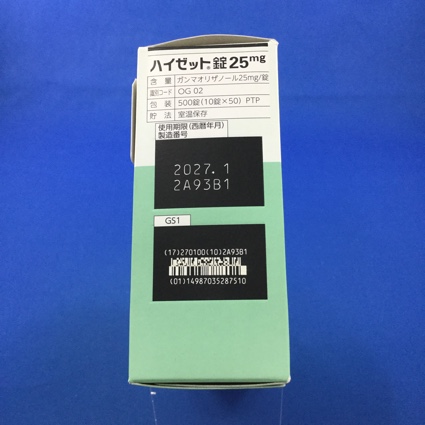 ハイゼット®錠25mg
含 量 ガンマオリザノール25mg/錠
識別コード OG 02
包 装 500錠(10錠×50) PTP
貯 法 室温保存
使用期限(西暦年月)
製造番号
2027. 1
2A93B1
GS1
(17)270100(10)2A93B1
(01)14987035287510